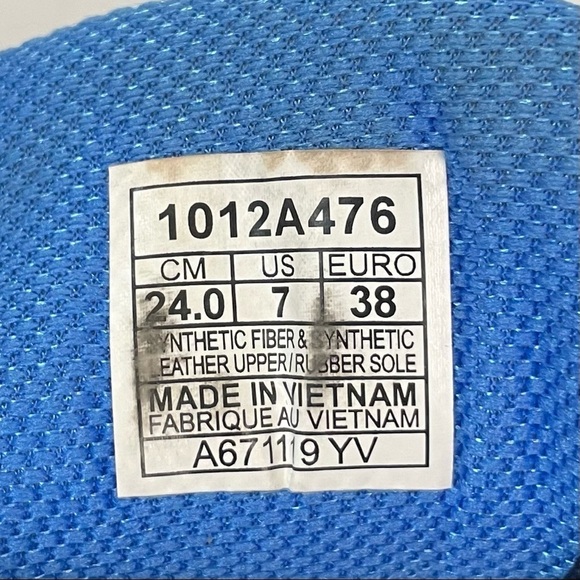 1012A476
CM US EURO
24.0 7 38
SYNTHETIC FIBER & SYNTHETIC
LEATHER UPPER/RUBBER SOLE
MADE IN VIETNAM
FABRIQUE AU VIETNAM
A671119 YV